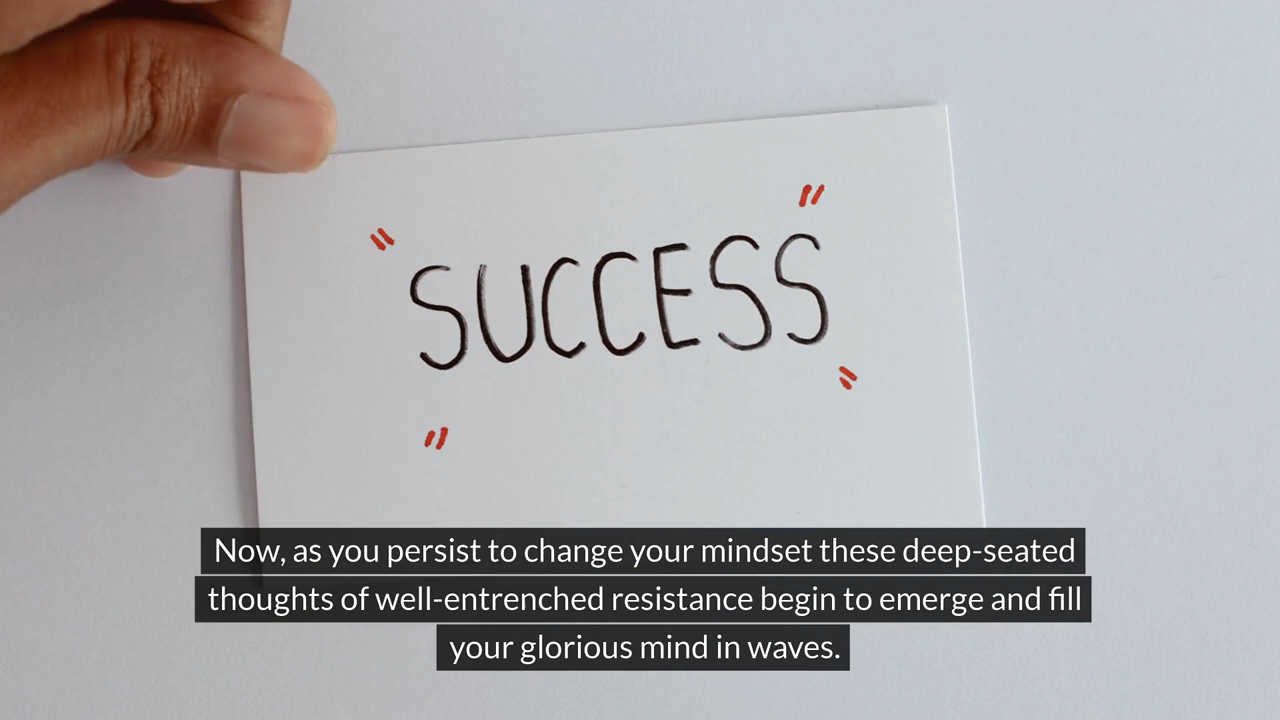 SUCCESS
Now, as you persist to change your mindset these deep-seated
thoughts of well-entrenched resistance begin to emerge and fill
your glorious mind in waves.